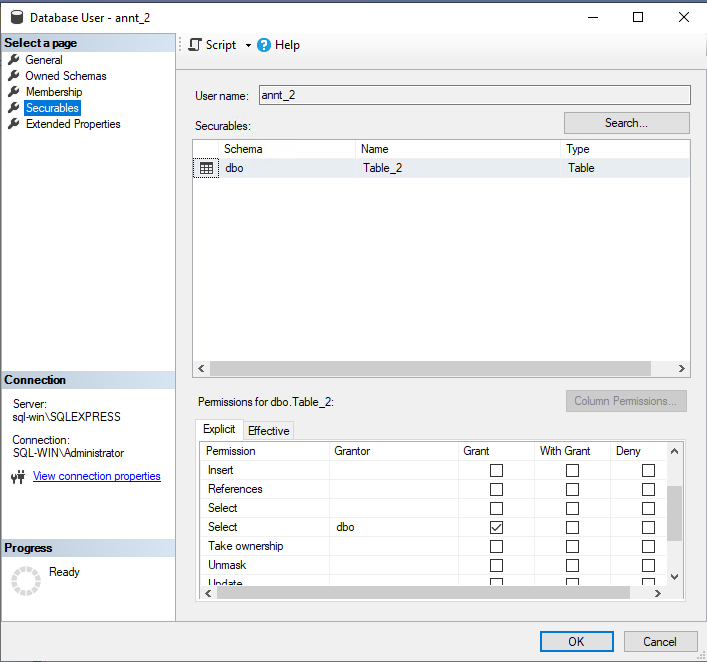 Database User - annt_2
Select a page
General
Owned Schemas
Membership
Securables
Extended Properties
Script
Help
User name:
annt_2
Securables:
Search...
Schema Name Type
dbo Table_2 Table
Connection
Server:
sql-win\SQLEXPRESS
Connection:
SQL-WIN\Administrator
View connection properties
Progress
Ready
Permissions for dbo.Table_2:
Column Permissions...
Explicit Effective
Permission Grantor Grant With Grant Deny
Insert
References
Select
Select dbo
Take ownership
Unmask
Update
OK
Cancel